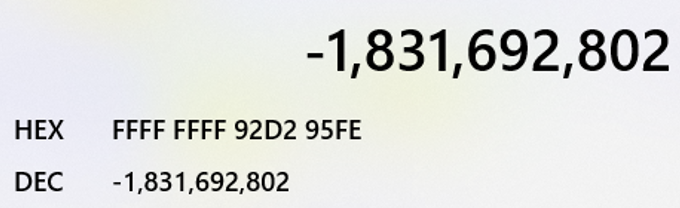 -1,831,692,802
HEX FFFF FFFF 92D2 95FE
DEC -1,831,692,802